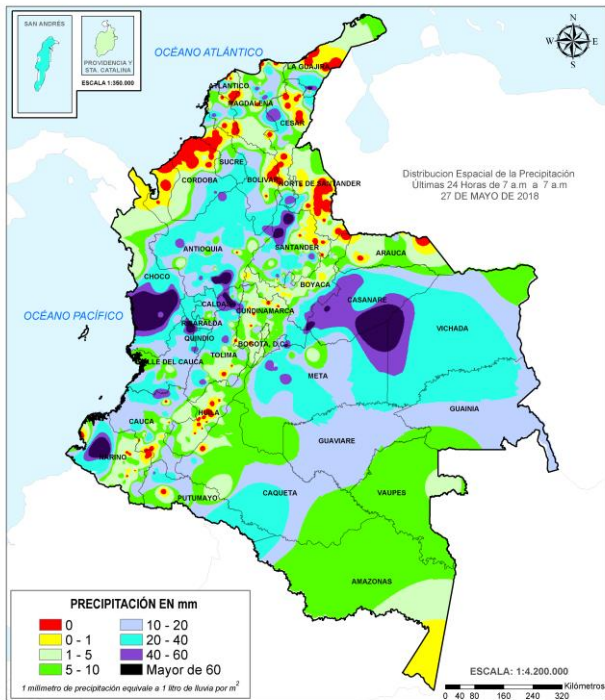 SAN ANDRÉS
PROVIDENCIA Y
STA. CATALINA
ESCALA 1:350.000
OCÉANO ATLÁNTICO
N
W E
S
LA GUAJIRA
ATLÁNTICO
MAGDALENA
CESAR
SUCRE
CORDOBA
BOLIVAR
NORTE DE SANTANDER
Distribucion Espacial de la Precipitación
Últimas 24 Horas de 7 a.m a 7 a.m
27 DE MAYO DE 2018
ANTIOQUIA
SANTANDER
ARAUCA
CHOCO
BOYACA
CASANARE
OCÉANO PACÍFICO
CALDAS
CUNDINAMARCA
VICHADA
RISARALDA
QUINDIO
BOGOTÁ, D.C.
VALLE DEL CAUCA
TOLIMA
META
GUAINIA
CAUCA
HUILA
GUAVIARE
NARIÑO
PUTUMAYO
CAQUETA
VAUPES
AMAZONAS
PRECIPITACIÓN EN mm
0 10 - 20
0 - 1 20 - 40
1 - 5 40 - 60
5 - 10 Mayor de 60
1 milímetro de precipitación equivale a 1 litro de lluvia por m²
ESCALA: 1:4.200.000
0 40 80 160 240 320 Kilómetros